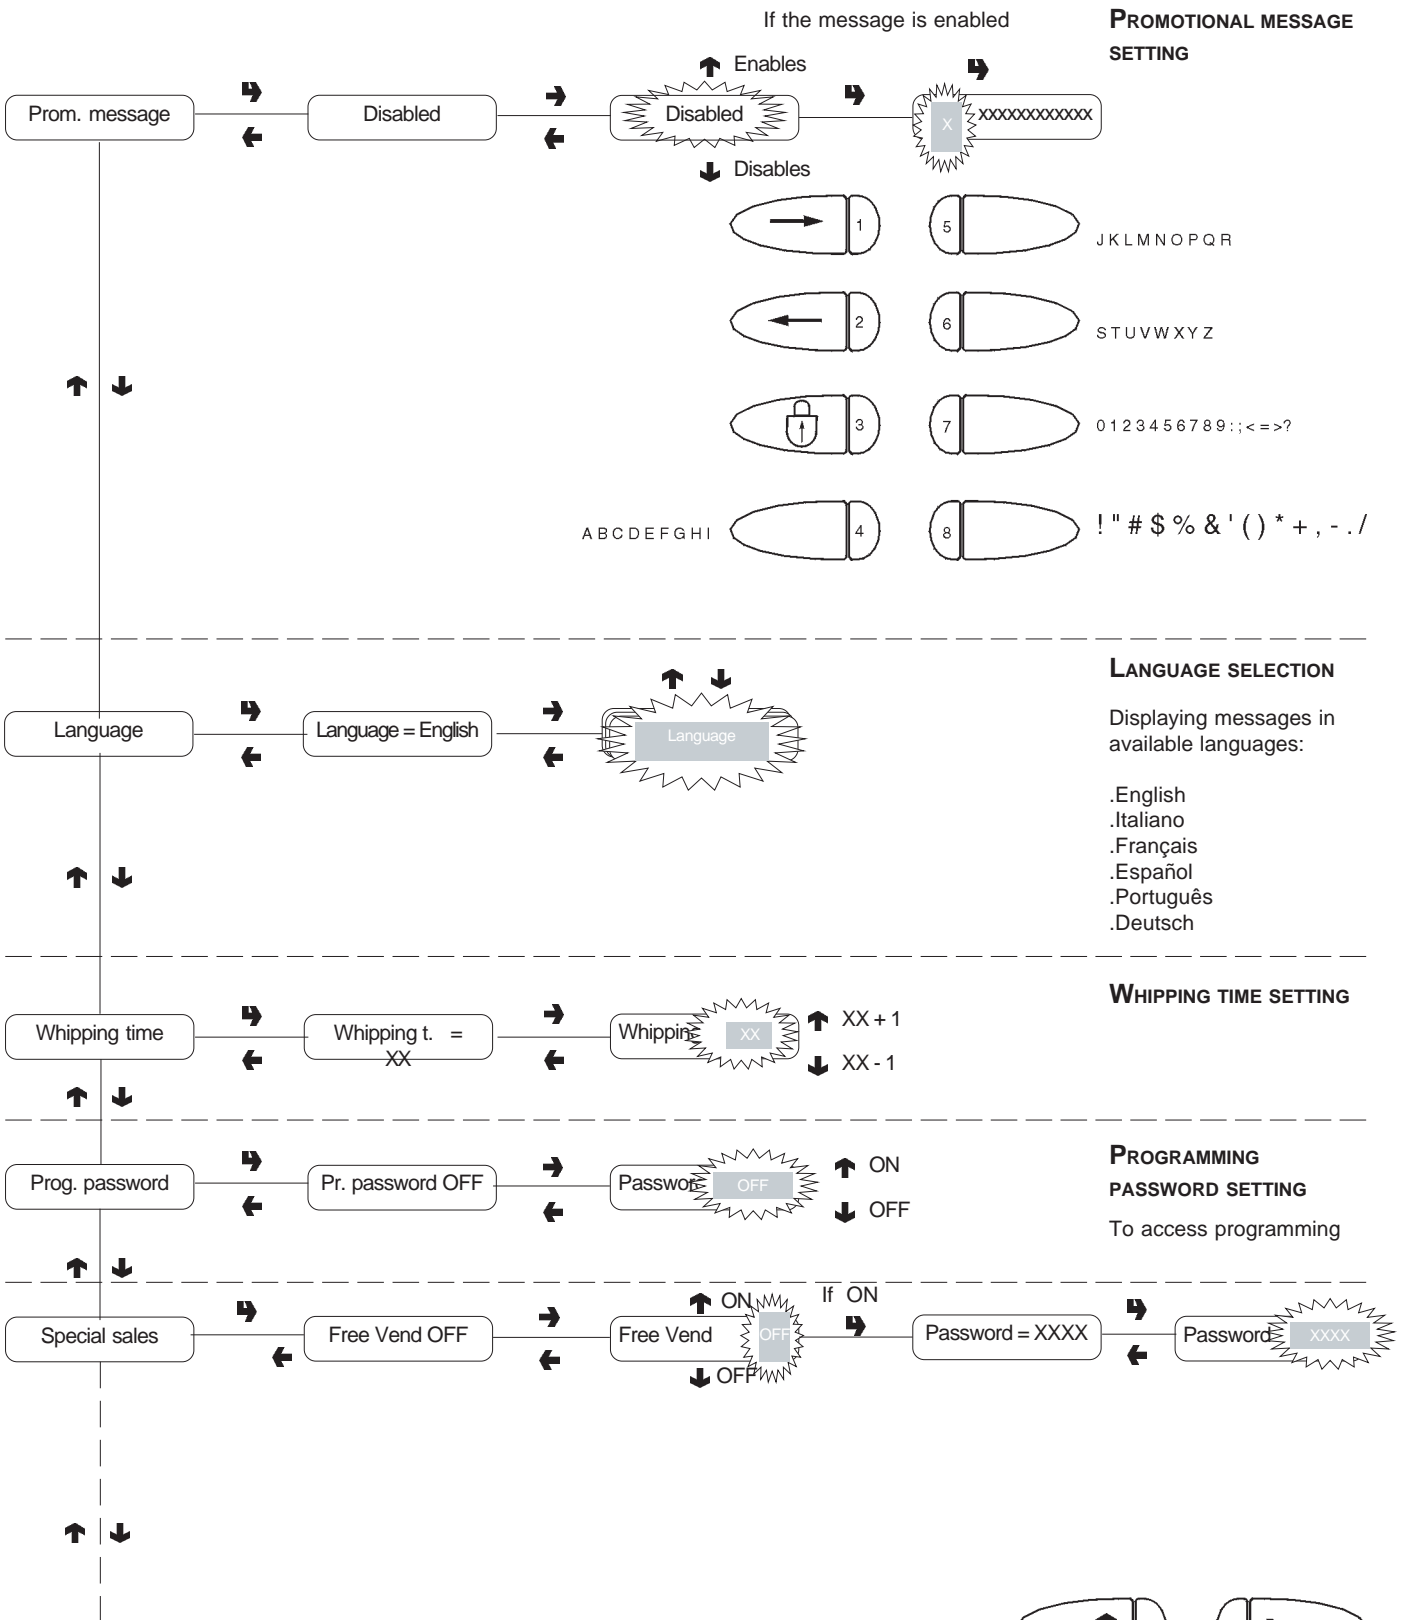 If the message is enabled
PROMOTIONAL MESSAGE
SETTING
Enables
Prom. message
Disabled
Disabled
X
XXXXXXXXXXXX
Disables
1
5
JKLMNOPQR
2
6
STUVWXYZ
3
7
0123456789:;<=>?
ABCDEFGHI
4
8
!"#$%&'()*+,-./
LANGUAGE SELECTION
Displaying messages in
available languages:
.English
.Italiano
.Français
.Español
.Português
.Deutsch
Language
Language = English
Language
WHIPPING TIME SETTING
Whipping time
Whipping t. =
XX
Whippin
XX
XX + 1
XX - 1
PROGRAMMING
PASSWORD SETTING
To access programming
Prog. password
Pr. password OFF
Passwor
OFF
ON
OFF
Special sales
Free Vend OFF
ON
Free Vend
OFF
OFF
If ON
Password = XXXX
Password
XXXX